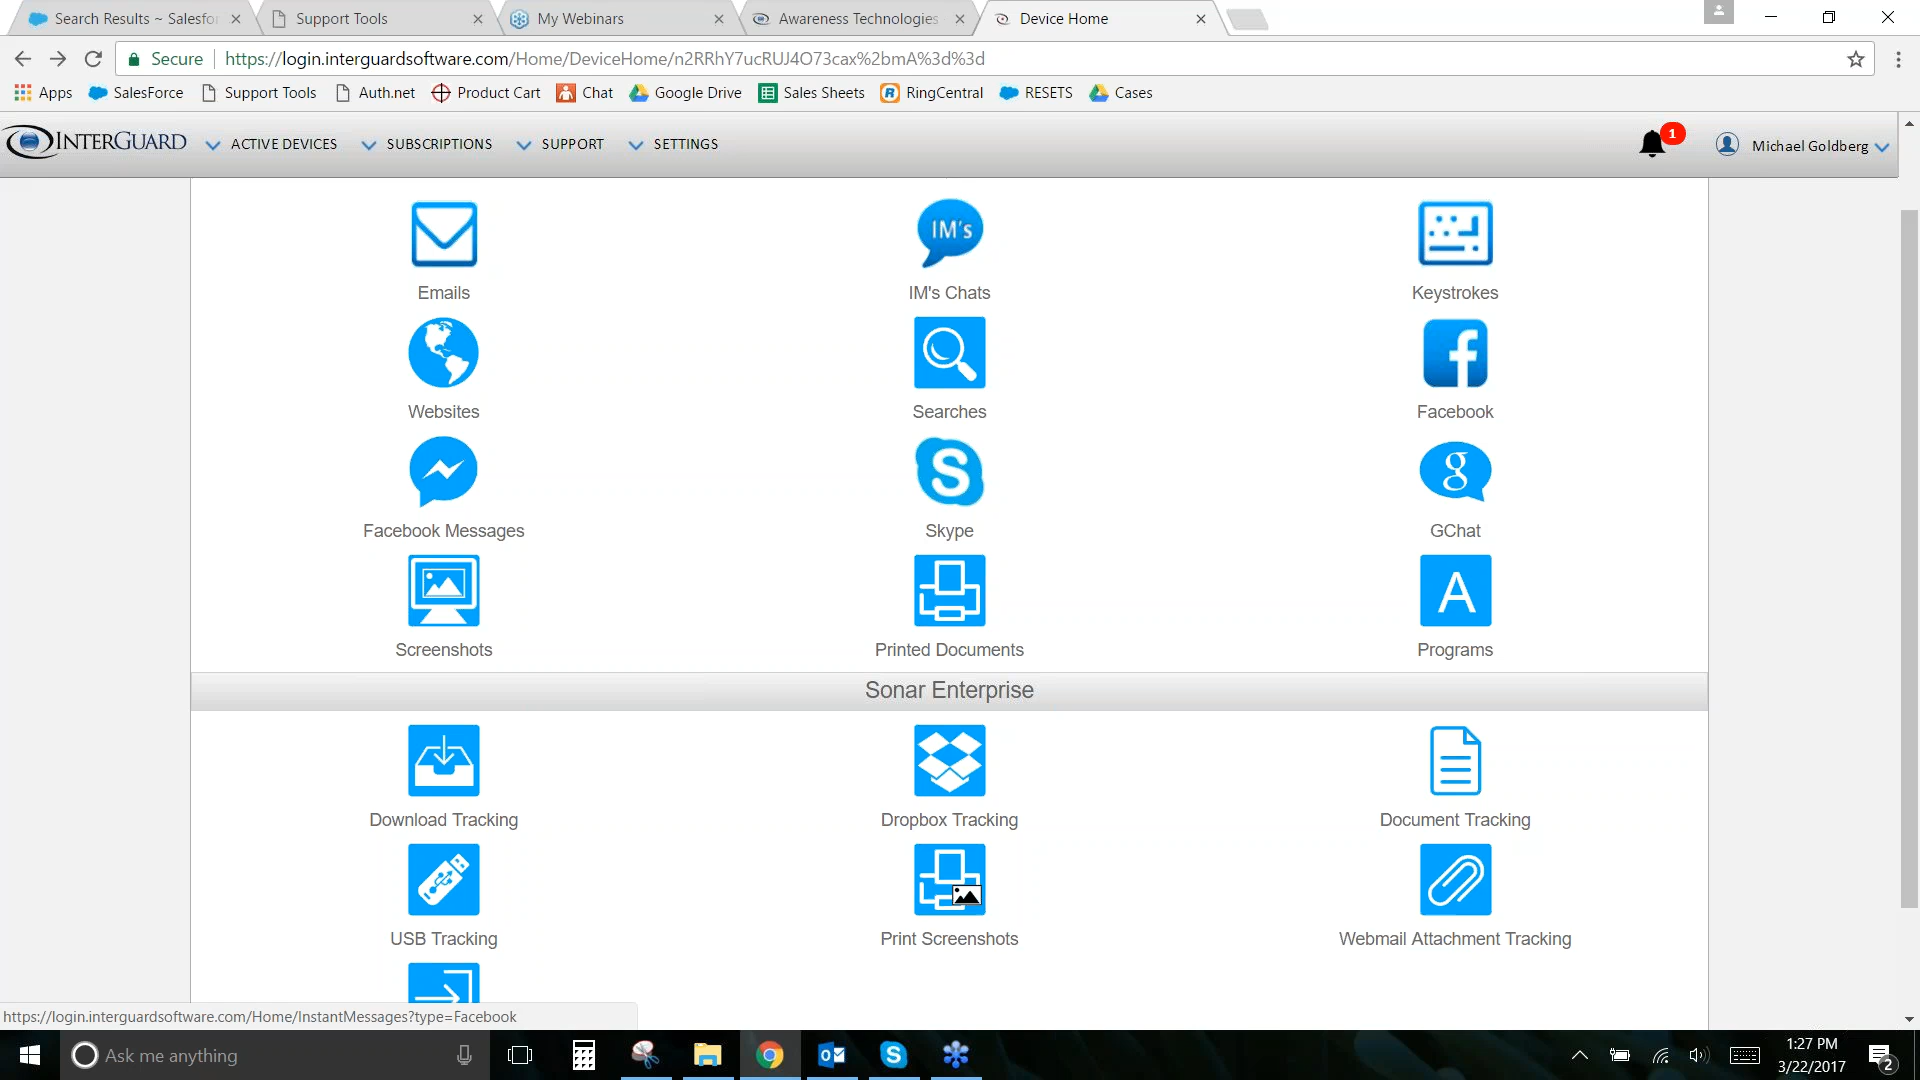 Search Results ~ Salesfor
Support Tools
My Webinars
Awareness Technologies
Device Home
Secure
https://login.interguardsoftware.com/Home/DeviceHome/n2RRhY7ucRUJ4O73cax%2bmA%3d%3d
Apps
SalesForce
Support Tools
Auth.net
Product Cart
Chat
Google Drive
Sales Sheets
RingCentral
RESETS
Cases
INTERGUARD
ACTIVE DEVICES
SUBSCRIPTIONS
SUPPORT
SETTINGS
1
Michael Goldberg
IM's
Emails
IM's Chats
Keystrokes
Websites
Searches
Facebook
Facebook Messages
Skype
GChat
Screenshots
Printed Documents
Programs
Sonar Enterprise
Download Tracking
Dropbox Tracking
Document Tracking
USB Tracking
Print Screenshots
Webmail Attachment Tracking
https://login.interguardsoftware.com/Home/InstantMessages?type=Facebook
Ask me anything
1:27 PM
3/22/2017
2